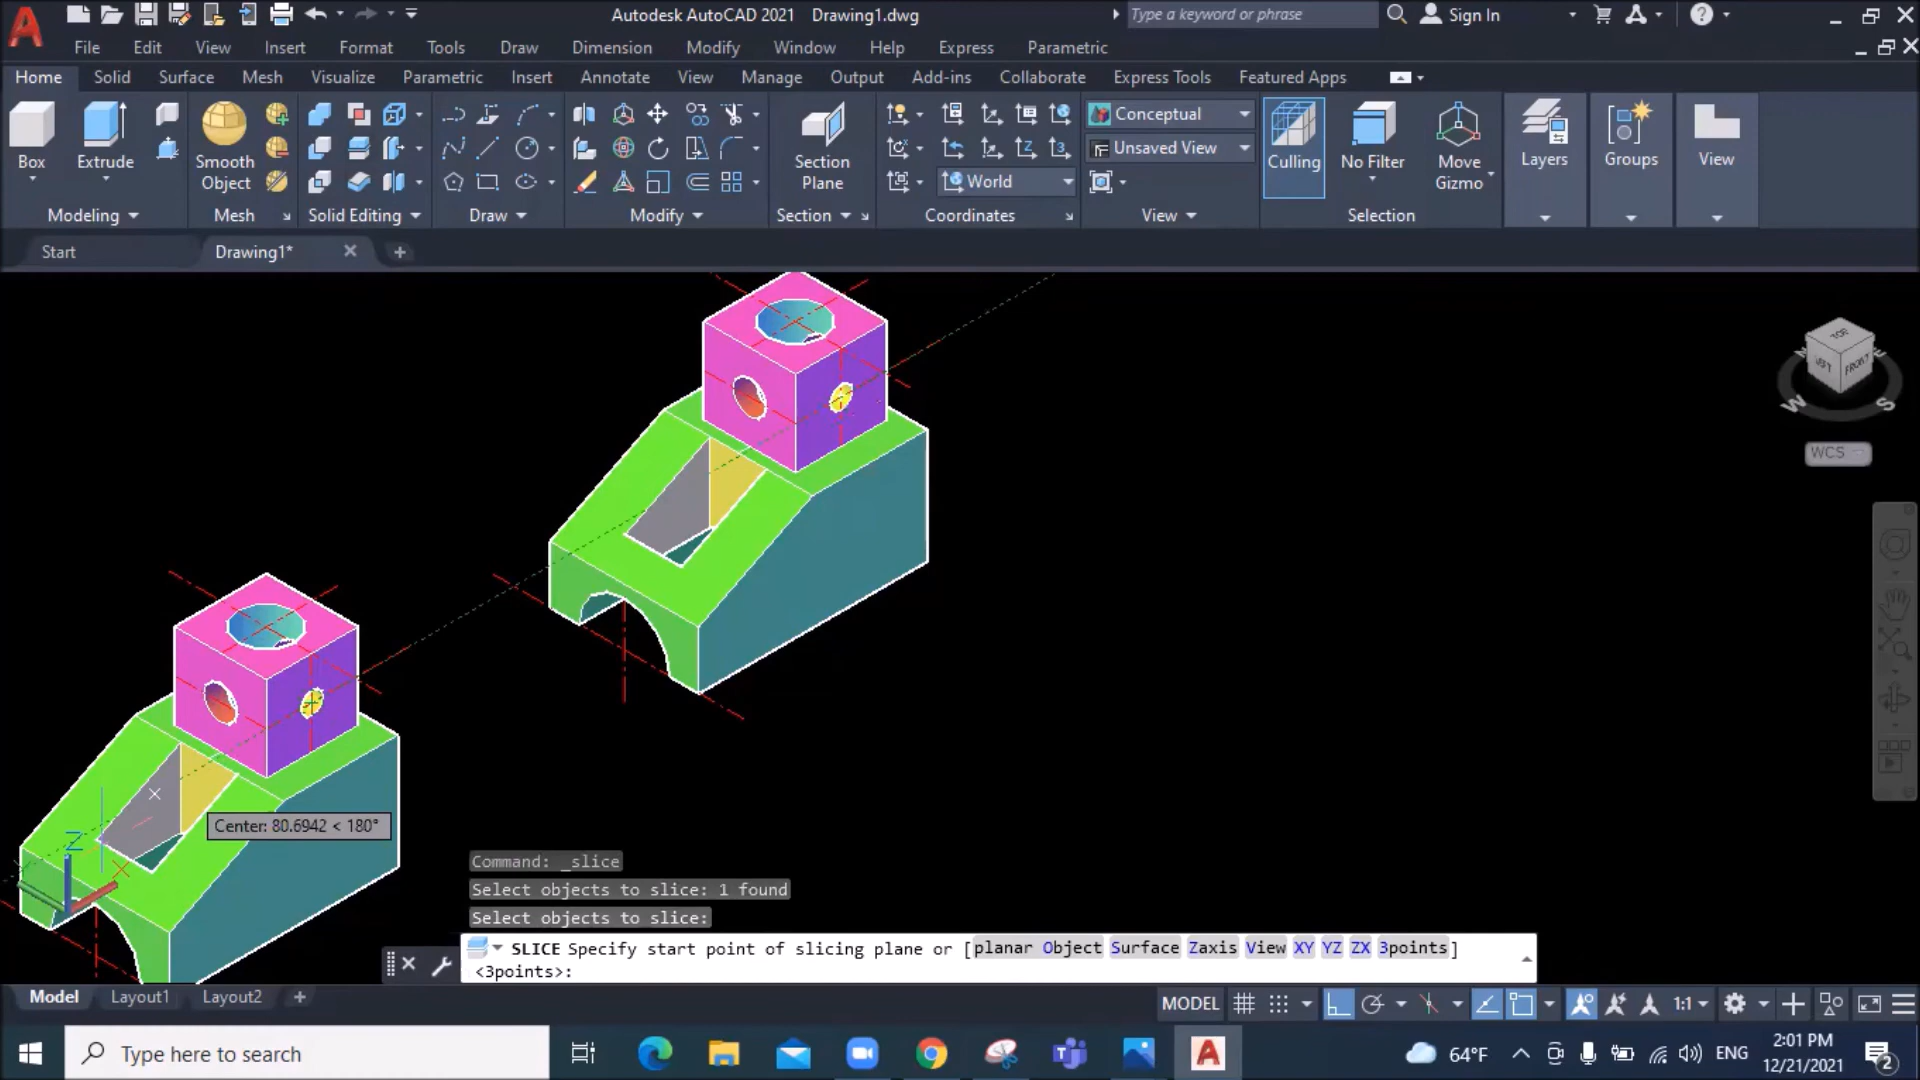 Autodesk AutoCAD 2021 Drawing1.dwg
Type a keyword or phrase
Sign In
File Edit View Insert Format Tools Draw Dimension Modify Window Help Express Parametric
Home Solid Surface Mesh Visualize Parametric Insert Annotate View Manage Output Add-ins Collaborate Express Tools Featured Apps
Conceptual
Unsaved View
World
Box
Extrude
Smooth Object
Section Plane
Culling
No Filter
Move Gizmo
Layers
Groups
View
Modeling Mesh Solid Editing Draw Modify Section Coordinates View Selection
Start Drawing1*
TOP
LEFT FRONT
W S
WCS
Center: 80.6942 < 180°
Z
X
Command: _slice
Select objects to slice: 1 found
Select objects to slice:
SLICE Specify start point of slicing plane or [planar Object Surface Zaxis View XY YZ ZX 3points]
<3points>:
Model Layout1 Layout2
MODEL 1:1
Type here to search
64°F ENG
2:01 PM
12/21/2021
2